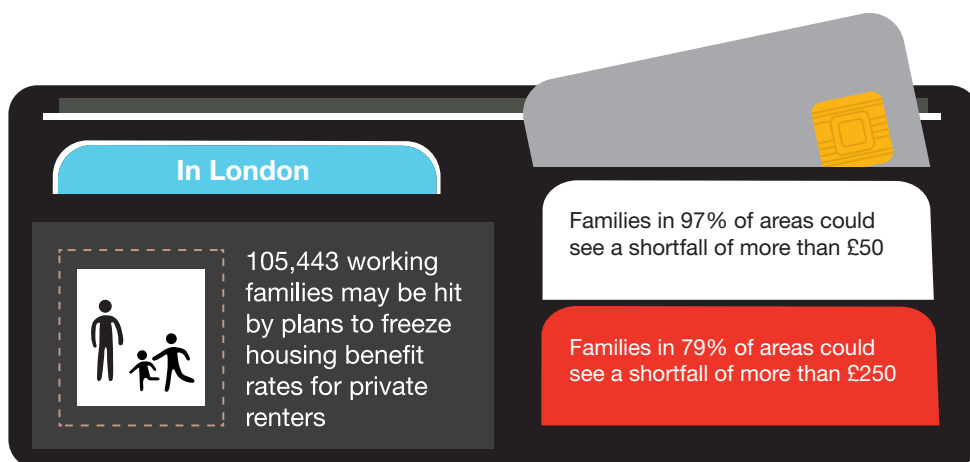 In London
105,443 working
families may be hit
by plans to freeze
housing benefit
rates for private
renters
Families in 97% of areas could
see a shortfall of more than £50
Families in 79% of areas could
see a shortfall of more than £250